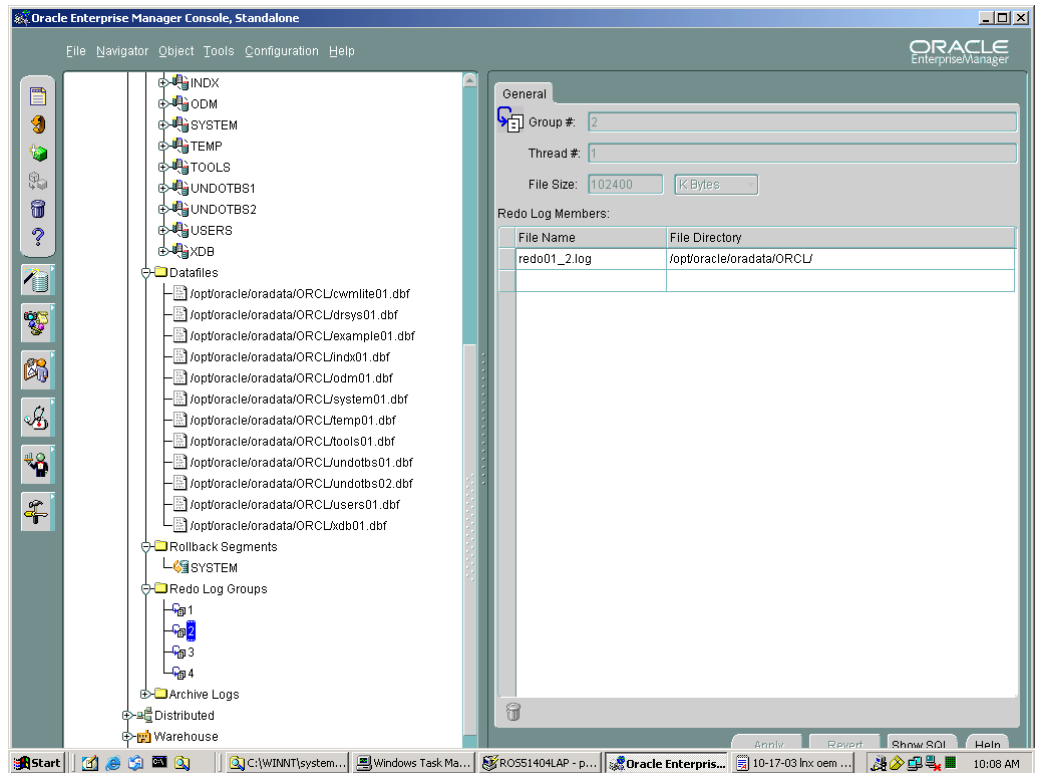 Oracle Enterprise Manager Console, Standalone
File Navigator Object Tools Configuration Help
ORACLE
EnterpriseManager
INDX
ODM
SYSTEM
TEMP
TOOLS
UNDOTBS1
UNDOTBS2
USERS
XDB
Datafiles
/opt/oracle/oradata/ORCL/cwmlite01.dbf
/opt/oracle/oradata/ORCL/drsys01.dbf
/opt/oracle/oradata/ORCL/example01.dbf
/opt/oracle/oradata/ORCL/indx01.dbf
/opt/oracle/oradata/ORCL/odm01.dbf
/opt/oracle/oradata/ORCL/system01.dbf
/opt/oracle/oradata/ORCL/temp01.dbf
/opt/oracle/oradata/ORCL/tools01.dbf
/opt/oracle/oradata/ORCL/undotbs01.dbf
/opt/oracle/oradata/ORCL/undotbs02.dbf
/opt/oracle/oradata/ORCL/users01.dbf
/opt/oracle/oradata/ORCL/xdb01.dbf
Rollback Segments
SYSTEM
Redo Log Groups
1
2
3
4
Archive Logs
Distributed
Warehouse
General
Group #: 2
Thread #: 1
File Size: 102400 K Bytes
Redo Log Members:
File Name File Directory
redo01_2.log /opt/oracle/oradata/ORCL/
Apply Revert Show SQL Help
Start C:\WINNT\system... Windows Task Ma... ROS51404LAP - p... Oracle Enterpris... 10-17-03 lnx oem ... 10:08 AM